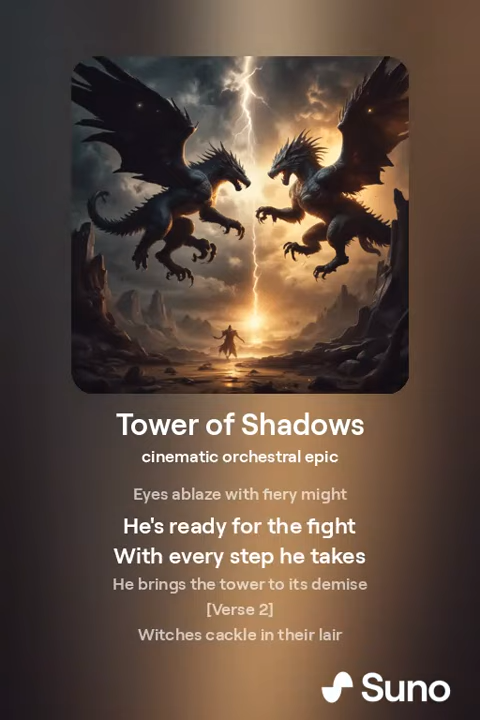 Tower of Shadows
cinematic orchestral epic
Eyes ablaze with fiery might
He's ready for the fight
With every step he takes
He brings the tower to its demise
[Verse 2]
Witches cackle in their lair
Suno